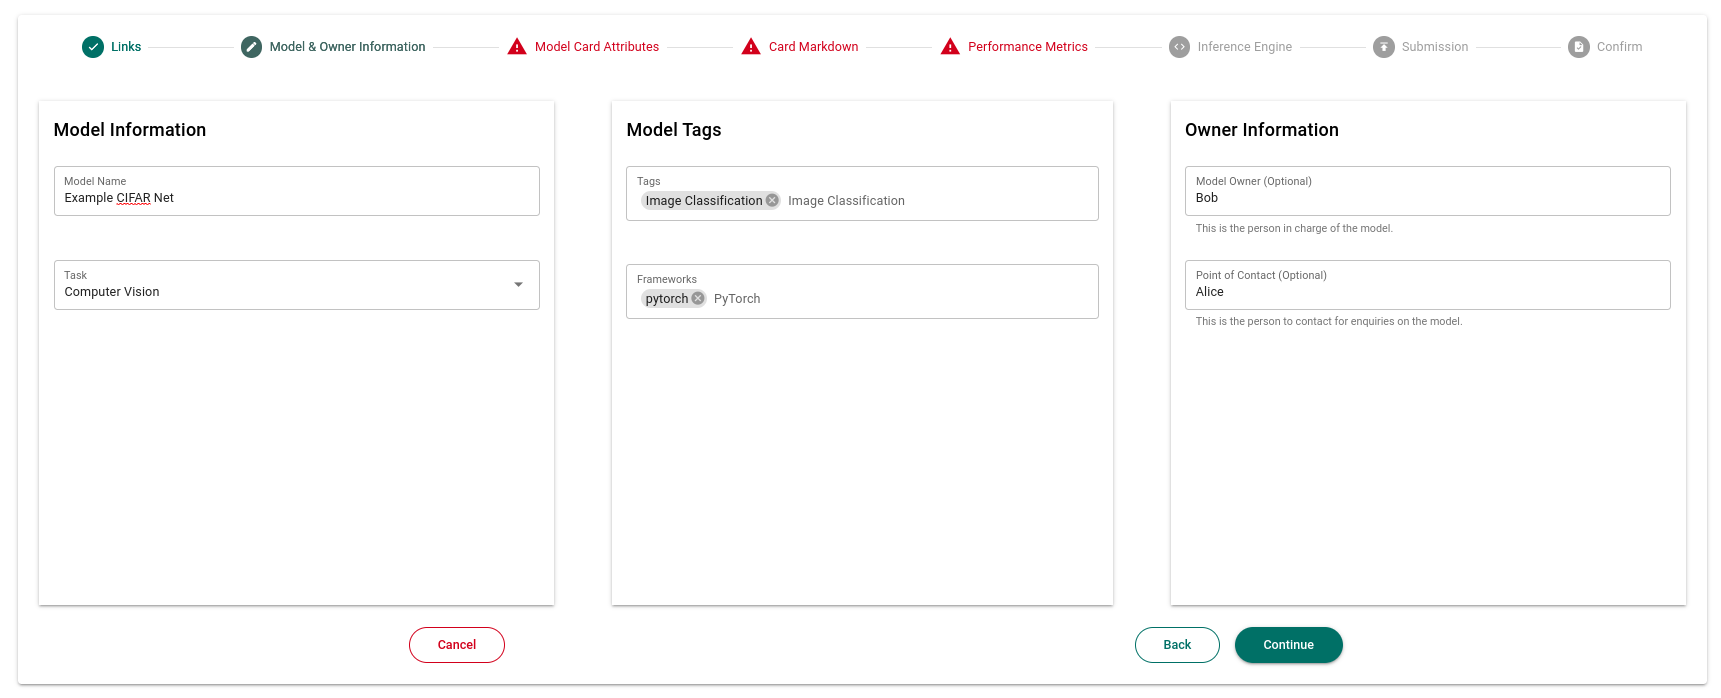 Links
Model & Owner Information
Model Card Attributes
Card Markdown
Performance Metrics
Inference Engine
Submission
Confirm
Model Information
Model Name
Example CIFAR Net
Task
Computer Vision
Model Tags
Tags
Image Classification Image Classification
Frameworks
pytorch PyTorch
Owner Information
Model Owner (Optional)
Bob
This is the person in charge of the model.
Point of Contact (Optional)
Alice
This is the person to contact for enquiries on the model.
Cancel
Back
Continue